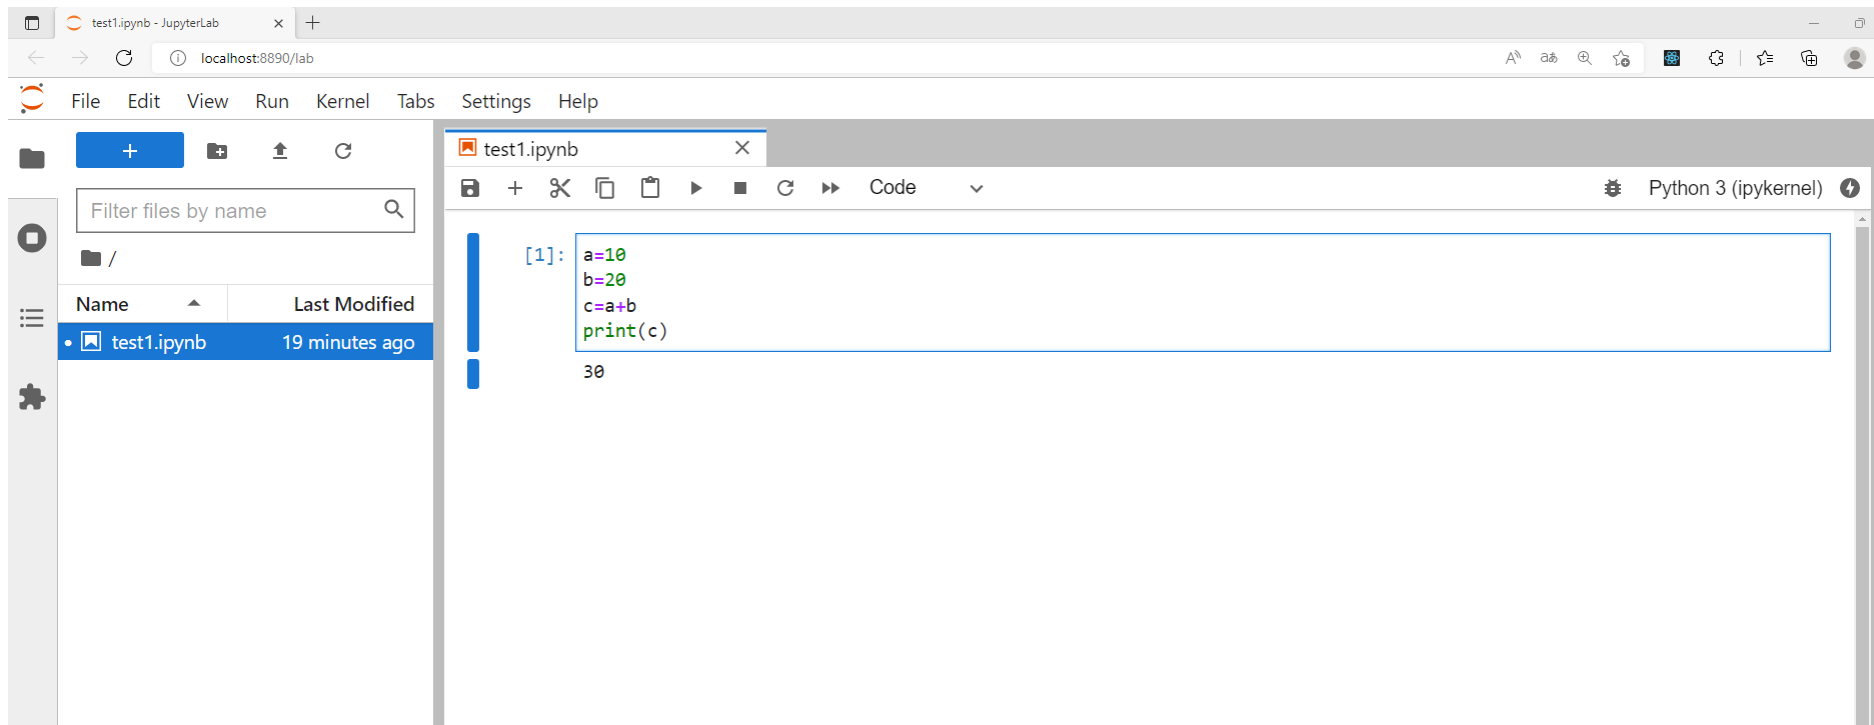 test1.ipynb - JupyterLab
localhost:8890/lab
File Edit View Run Kernel Tabs Settings Help
Filter files by name
/
Name Last Modified
test1.ipynb 19 minutes ago
test1.ipynb
Code Python 3 (ipykernel)
[1]: a=10
b=20
c=a+b
print(c)
30